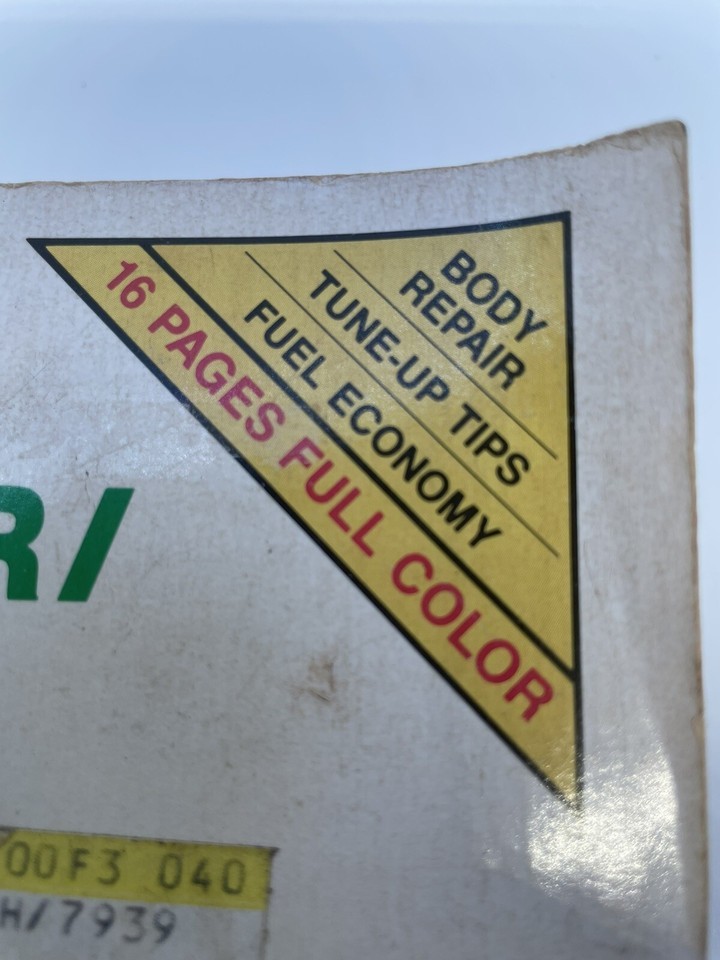 BODY
REPAIR
TUNE-UP TIPS
FUEL ECONOMY
16 PAGES FULL COLOR
R/
00F3 040
H/7939